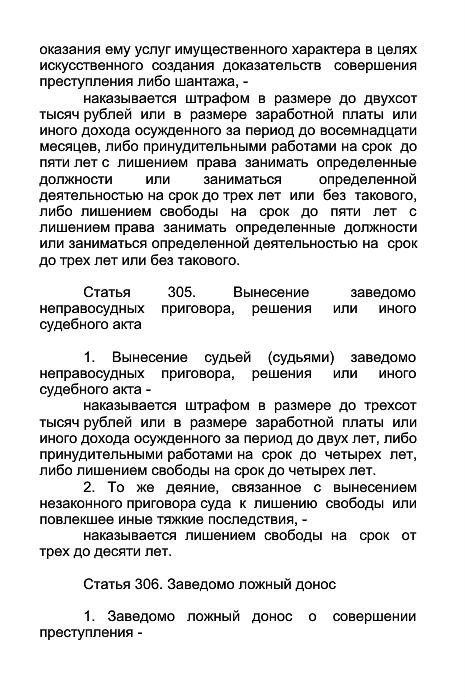 оказания ему услуг имущественного характера в целях
искусственного создания доказательств совершения
преступления либо шантажа, -
наказывается штрафом в размере до двухсот
тысяч рублей или в размере заработной платы или
иного дохода осужденного за период до восемнадцати
месяцев, либо принудительными работами на срок до
пяти лет с лишением права занимать определенные
должности или заниматься определенной
деятельностью на срок до трех лет или без такового,
либо лишением свободы на срок до пяти лет с
лишением права занимать определенные должности
или заниматься определенной деятельностью на срок
до трех лет или без такового.
Статья 305. Вынесение заведомо
неправосудных приговора, решения или иного
судебного акта
1. Вынесение судьей (судьями) заведомо
неправосудных приговора, решения или иного
судебного акта -
наказывается штрафом в размере до трехсот
тысяч рублей или в размере заработной платы или
иного дохода осужденного за период до двух лет, либо
принудительными работами на срок до четырех лет,
либо лишением свободы на срок до четырех лет.
2. То же деяние, связанное с вынесением
незаконного приговора суда к лишению свободы или
повлекшее иные тяжкие последствия, -
наказывается лишением свободы на срок от
трех до десяти лет.
Статья 306. Заведомо ложный донос
1. Заведомо ложный донос о совершении
преступления -